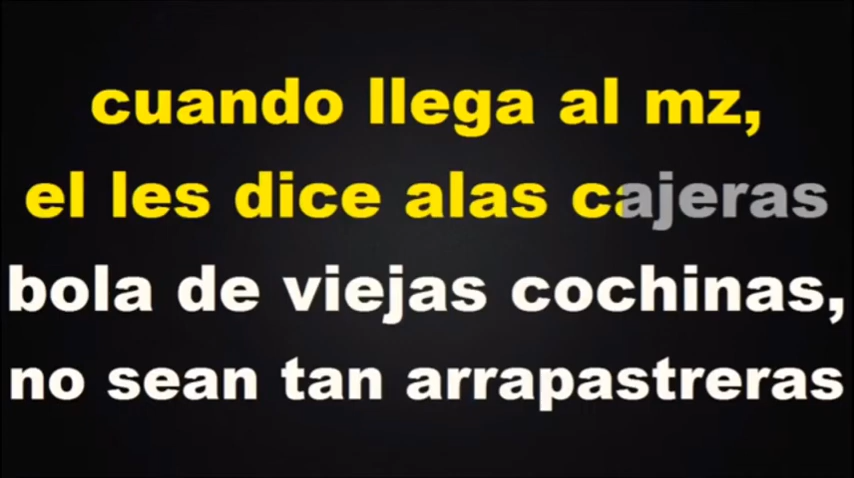 cuando llega al mz,
el les dice alas cajeras
bola de viejas cochinas,
no sean tan arrapastreras